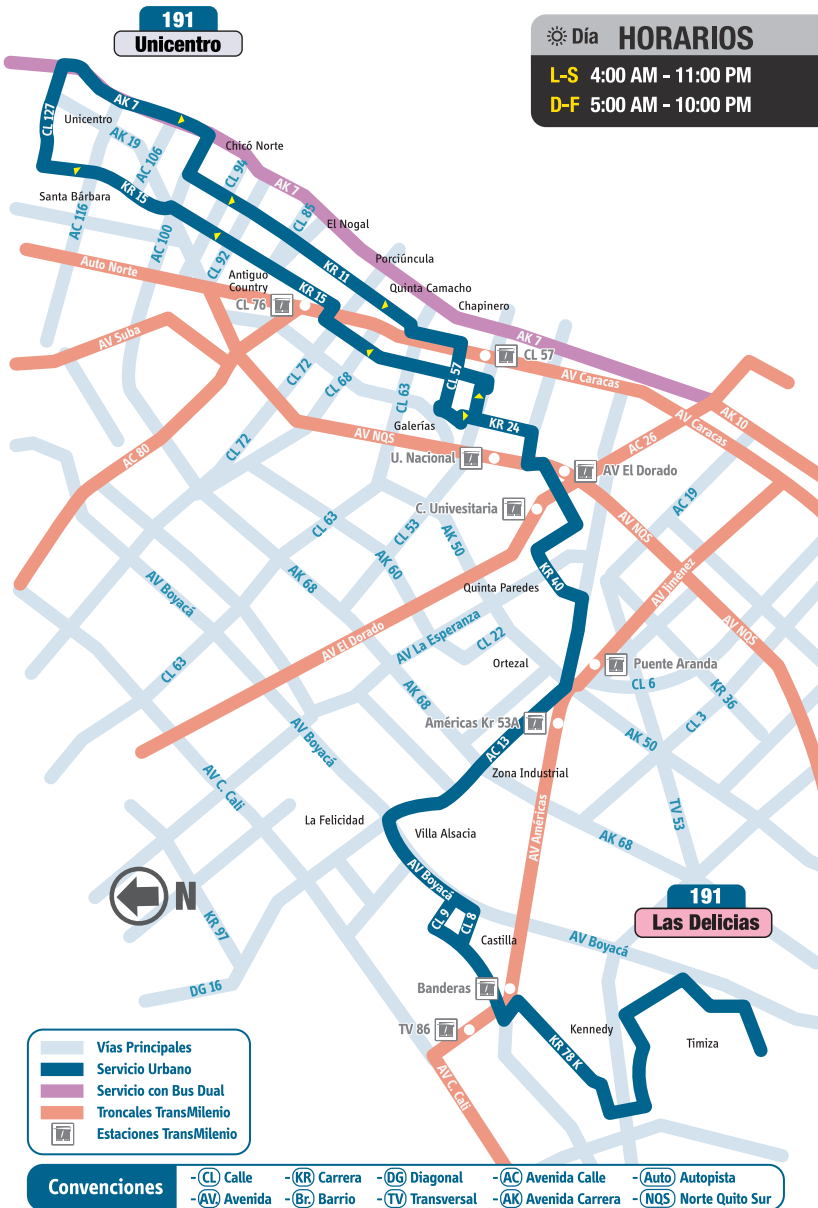 191
Unicentro
Día HORARIOS
L-S 4:00 AM - 11:00 PM
D-F 5:00 AM - 10:00 PM
AK 7
CL 127
Unicentro
AK 19
AC 106
Chicó Norte
CL 94
AK 7
Santa Bárbara
KR 15
CL 85
El Nogal
AC 116
AC 100
CL 92
Porciúncula
Auto Norte
Antiguo
Country
KR 11
Quinta Camacho
KR 15
CL 76
Chapinero
AV Suba
AK 7
CL 57
CL 72
CL 68
CL 57
AV Caracas
CL 63
AV Caracas
AK 10
Galerías
KR 24
AV NQS
AC 26
CL 72
AC 80
U. Nacional
AV El Dorado
C. Univesitaria
AC 19
CL 63
CL 53
AK 50
AV NQS
AK 60
KR 40
AV Jiménez
AV Boyacá
AK 68
Quinta Paredes
AV El Dorado
AV La Esperanza
CL 22
AV NQS
CL 63
Ortezal
Puente Aranda
CL 6
KR 36
AK 68
CL 3
Américas Kr 53A
AV Boyacá
AC 13
AK 50
AV C. Cali
Zona Industrial
La Felicidad
TV 53
Villa Alsacia
AV Américas
AK 68
AV Boyacá
N
191
Las Delicias
KR 97
CL 9
CL 8
Castilla
AV Boyacá
DG 16
Banderas
TV 86
Kennedy
Timiza
KR 78 K
AV C. Cali
Vías Principales
Servicio Urbano
Servicio con Bus Dual
Troncales TransMilenio
Estaciones TransMilenio
Convenciones
- CL Calle - KR Carrera - DG Diagonal - AC Avenida Calle - Auto Autopista
- AV. Avenida - Br. Barrio - TV Transversal - AK Avenida Carrera - NQS Norte Quito Sur